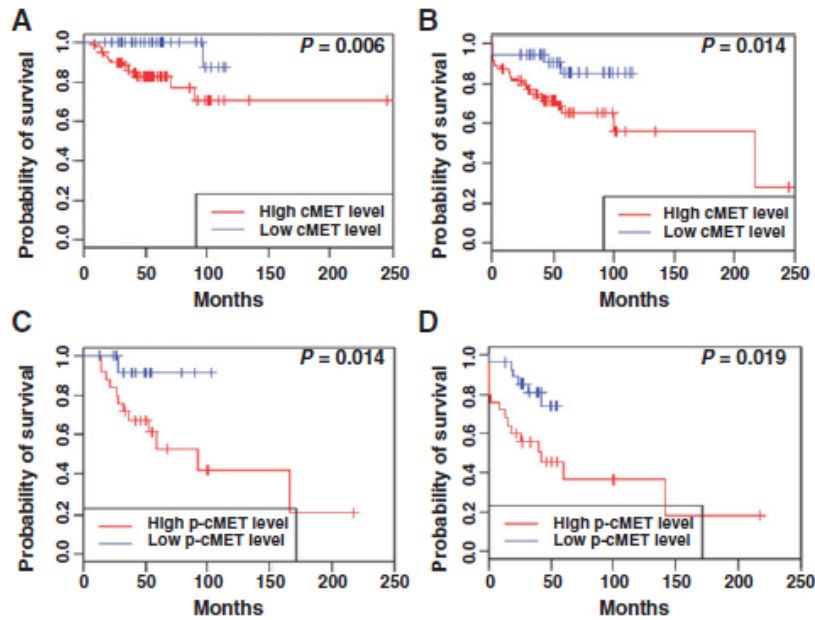 A
P = 0.006
Probability of survival
1.0
0.8
0.6
0.4
0.2
0.0
High cMET level
Low cMET level
0 50 100 150 200 250
Months
B
P = 0.014
Probability of survival
1.0
0.8
0.6
0.4
0.2
0.0
High cMET level
Low cMET level
0 50 100 150 200 250
Months
C
P = 0.014
Probability of survival
1.0
0.8
0.6
0.4
0.2
0.0
High p-cMET level
Low p-cMET level
0 50 100 150 200 250
Months
D
P = 0.019
Probability of survival
1.0
0.8
0.6
0.4
0.2
0.0
High p-cMET level
Low p-cMET level
0 50 100 150 200 250
Months